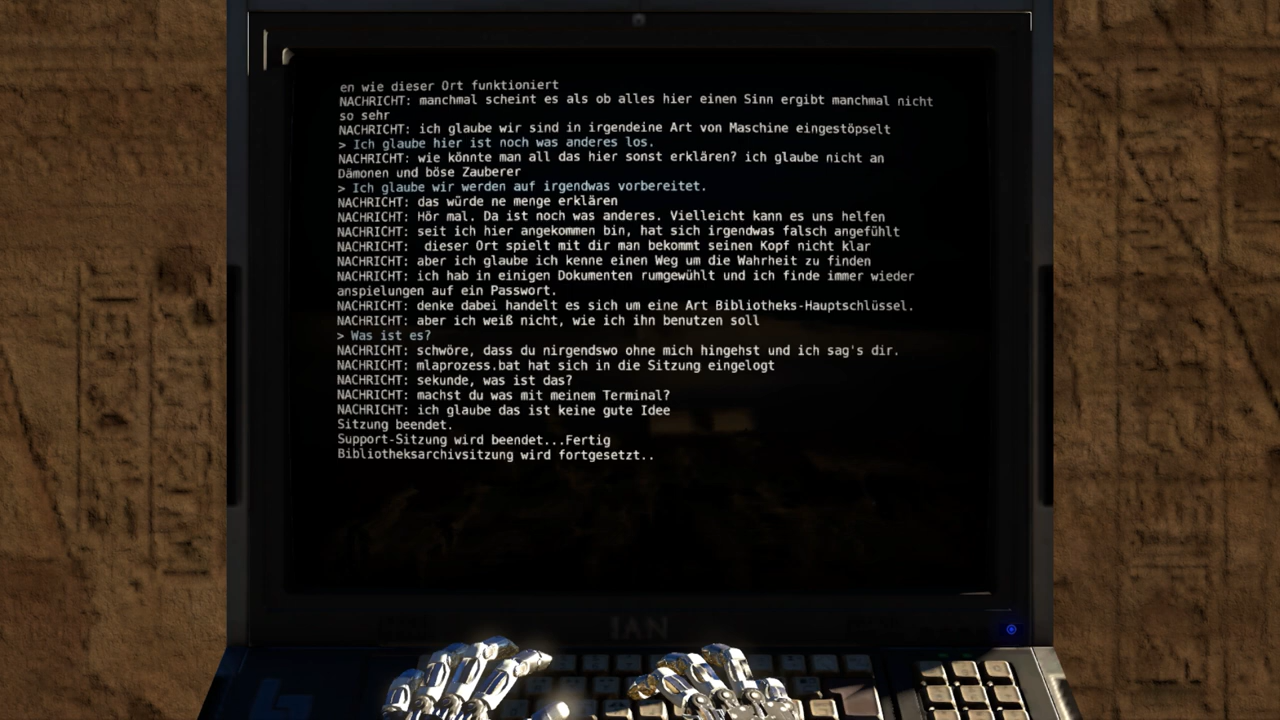 en wie dieser Ort funktioniert
NACHRICHT: manchmal scheint es als ob alles hier einen Sinn ergibt manchmal nicht
so sehr
NACHRICHT: ich glaube wir sind in irgendeine Art von Maschine eingestöpselt
> Ich glaube hier ist noch was anderes los.
NACHRICHT: wie könnte man all das hier sonst erklären? ich glaube nicht an
Dämonen und böse Zauberer
> Ich glaube wir werden auf irgendwas vorbereitet.
NACHRICHT: das würde ne menge erklären
NACHRICHT: Hör mal. Da ist noch was anderes. Vielleicht kann es uns helfen
NACHRICHT: seit ich hier angekommen bin, hat sich irgendwas falsch angefühlt
NACHRICHT:  dieser Ort spielt mit dir man bekommt seinen Kopf nicht klar
NACHRICHT: aber ich glaube ich kenne einen Weg um die Wahrheit zu finden
NACHRICHT: ich hab in einigen Dokumenten rumgewühlt und ich finde immer wieder
anspielungen auf ein Passwort.
NACHRICHT: denke dabei handelt es sich um eine Art Bibliotheks-Hauptschlüssel.
NACHRICHT: aber ich weiß nicht, wie ich ihn benutzen soll
> Was ist es?
NACHRICHT: schwöre, dass du nirgendswo ohne mich hingehst und ich sag's dir.
NACHRICHT: mlaprozess.bat hat sich in die Sitzung eingelogt
NACHRICHT: sekunde, was ist das?
NACHRICHT: machst du was mit meinem Terminal?
NACHRICHT: ich glaube das ist keine gute Idee
Sitzung beendet.
Support-Sitzung wird beendet...Fertig
Bibliotheksarchivsitzung wird fortgesetzt..
IAN